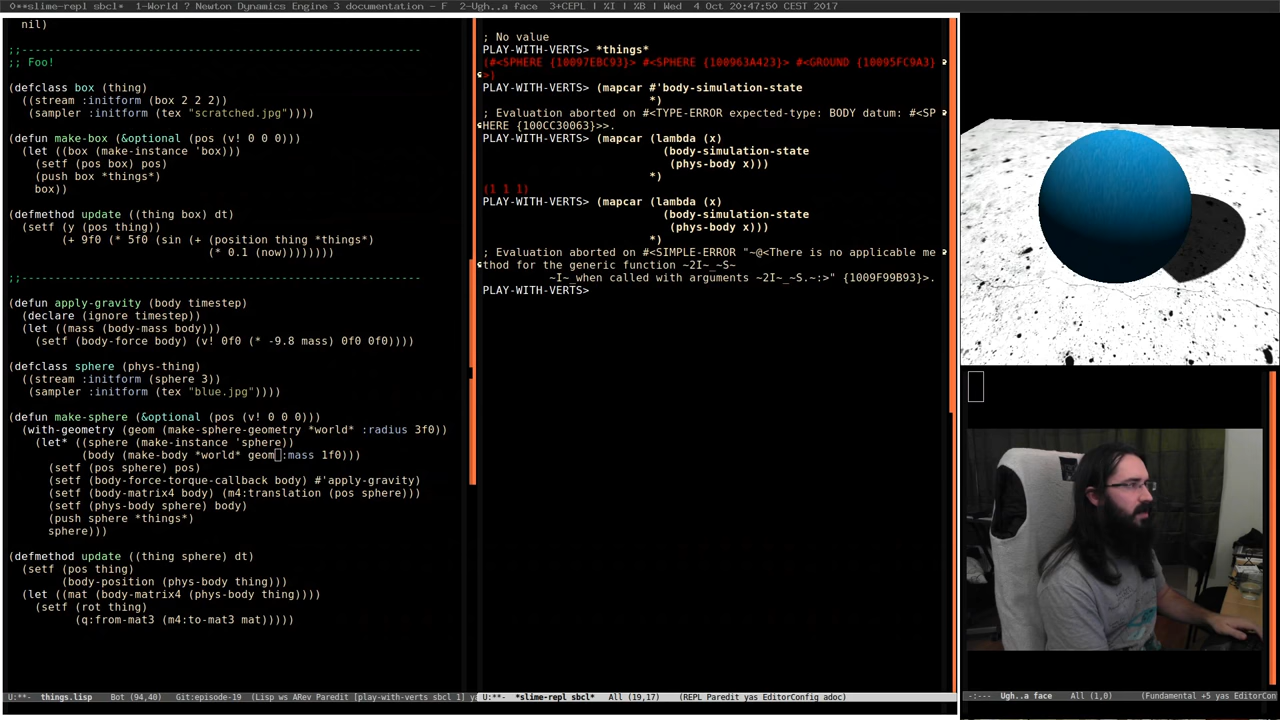 0**slime-repl sbcl* 1-World ? Newton Dynamics Engine 3 documentation - F 2-Ugh..a face 3+CEPL | %I | %B | Wed 4 Oct 20:47:50 CEST 2017
nil)
;;------------------------------------------------------------
;; Foo!
(defclass box (thing)
((stream :initform (box 2 2 2))
(sampler :initform (tex "scratched.jpg"))))
(defun make-box (&optional (pos (v! 0 0 0)))
(let ((box (make-instance 'box)))
(setf (pos box) pos)
(push box *things*)
box))
(defmethod update ((thing box) dt)
(setf (y (pos thing))
(+ 9f0 (* 5f0 (sin (+ (position thing *things*)
(* 0.1 (now))))))))
;;------------------------------------------------------------
(defun apply-gravity (body timestep)
(declare (ignore timestep))
(let ((mass (body-mass body)))
(setf (body-force body) (v! 0f0 (* -9.8 mass) 0f0 0f0))))
(defclass sphere (phys-thing)
((stream :initform (sphere 3))
(sampler :initform (tex "blue.jpg"))))
(defun make-sphere (&optional (pos (v! 0 0 0)))
(with-geometry (geom (make-sphere-geometry *world* :radius 3f0))
(let* ((sphere (make-instance 'sphere))
(body (make-body *world* geom :mass 1f0)))
(setf (pos sphere) pos)
(setf (body-force-torque-callback body) #'apply-gravity)
(setf (body-matrix4 body) (m4:translation (pos sphere)))
(setf (phys-body sphere) body)
(push sphere *things*)
sphere)))
(defmethod update ((thing sphere) dt)
(setf (pos thing)
(body-position (phys-body thing)))
(let ((mat (body-matrix4 (phys-body thing))))
(setf (rot thing)
(q:from-mat3 (m4:to-mat3 mat)))))
U:**- things.lisp Bot (94,40) Git:episode-19 (Lisp ws ARev Paredit [play-with-verts sbcl 1] y
; No value
PLAY-WITH-VERTS> *things*
(#<SPHERE {10097EBC93}> #<SPHERE {100963A423}> #<GROUND {10095FC9A3}
>)
PLAY-WITH-VERTS> (mapcar #'body-simulation-state
*)
; Evaluation aborted on #<TYPE-ERROR expected-type: BODY datum: #<SP
HERE {100CC30063}>>.
PLAY-WITH-VERTS> (mapcar (lambda (x)
(body-simulation-state
(phys-body x)))
*)
(1 1 1)
PLAY-WITH-VERTS> (mapcar (lambda (x)
(body-simulation-state
(phys-body x)))
*)
; Evaluation aborted on #<SIMPLE-ERROR "~@<There is no applicable me
thod for the generic function ~2I~_~S~
~I~_when called with arguments ~2I~_~S.~:>" {1009F99B93}>.
PLAY-WITH-VERTS>
U:**- *slime-repl sbcl* All (19,17) (REPL Paredit yas EditorConfig adoc)
-:--- Ugh..a face All (1,0) (Fundamental +5 yas EditorCon